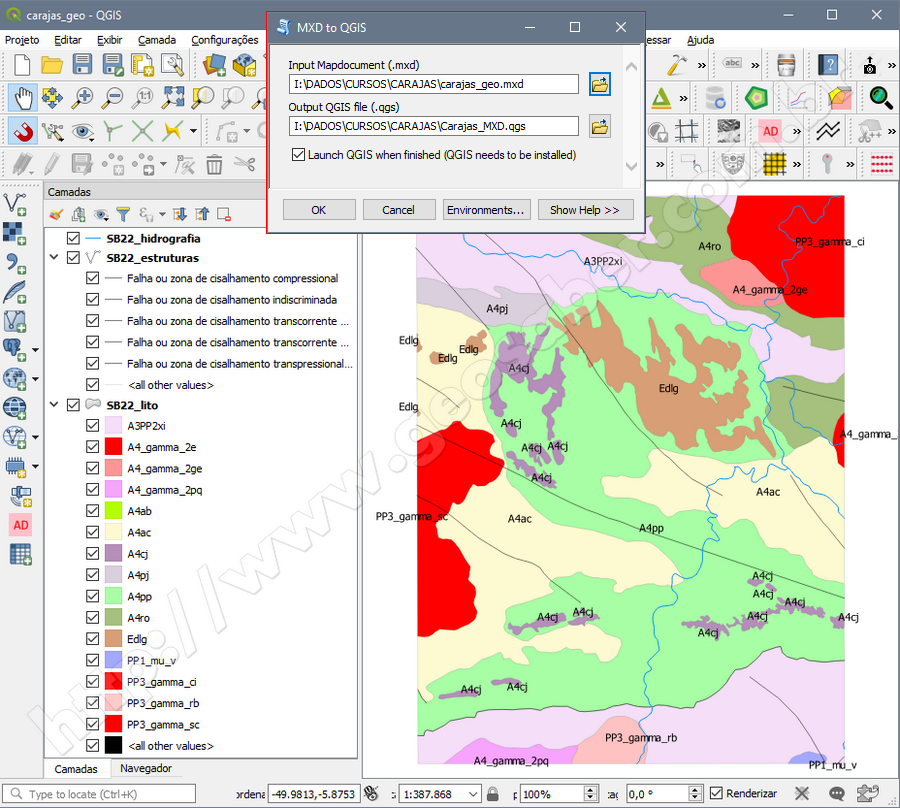 carajas_geo - QGIS
Projeto Editar Exibir Camada Configurações
Ajuda
MXD to QGIS
Input Mapdocument (.mxd)
I:\DADOS\CURSOS\CARAJAS\carajas_geo.mxd
Output QGIS file (.qgs)
I:\DADOS\CURSOS\CARAJAS\Carajas_MXD.qgs
Launch QGIS when finished (QGIS needs to be installed)
OK Cancel Environments... Show Help >>
abc
1:1
AD
Camadas
SB22_hidrografia
SB22_estruturas
Falha ou zona de cisalhamento compressional
Falha ou zona de cisalhamento indiscriminada
Falha ou zona de cisalhamento transcorrente ...
Falha ou zona de cisalhamento transcorrente ...
Falha ou zona de cisalhamento transpressional...
<all other values>
SB22_lito
A3PP2xi
A4_gamma_2e
A4_gamma_2ge
A4_gamma_2pq
A4ab
A4ac
A4cj
A4pj
A4pp
A4ro
Edlg
PP1_mu_v
PP3_gamma_ci
PP3_gamma_rb
PP3_gamma_sc
<all other values>
AD
Camadas Navegador
PP3_gamma_ci
A4ro
A3PP2xi
A4_gamma_2ge
A4pj
Edlg
Edlg
Edlg
A4cj
Edlg
Edlg
A4cj
A4_gamma_
A4cj
A4cj
A4cj
A4ac
PP3_gamma_sc
A4ac
A4pp
A4cj
A4cj
A4cj
A4cj
A4cj
A4cj
A4cj
A4cj
A4cj
A4cj
PP3_gamma_rb
A4_gamma_2pq
PP1_mu_v
Type to locate (Ctrl+K)
ordena -49.9813,-5.8753 1:387.868 100% 0,0 ° Renderizar